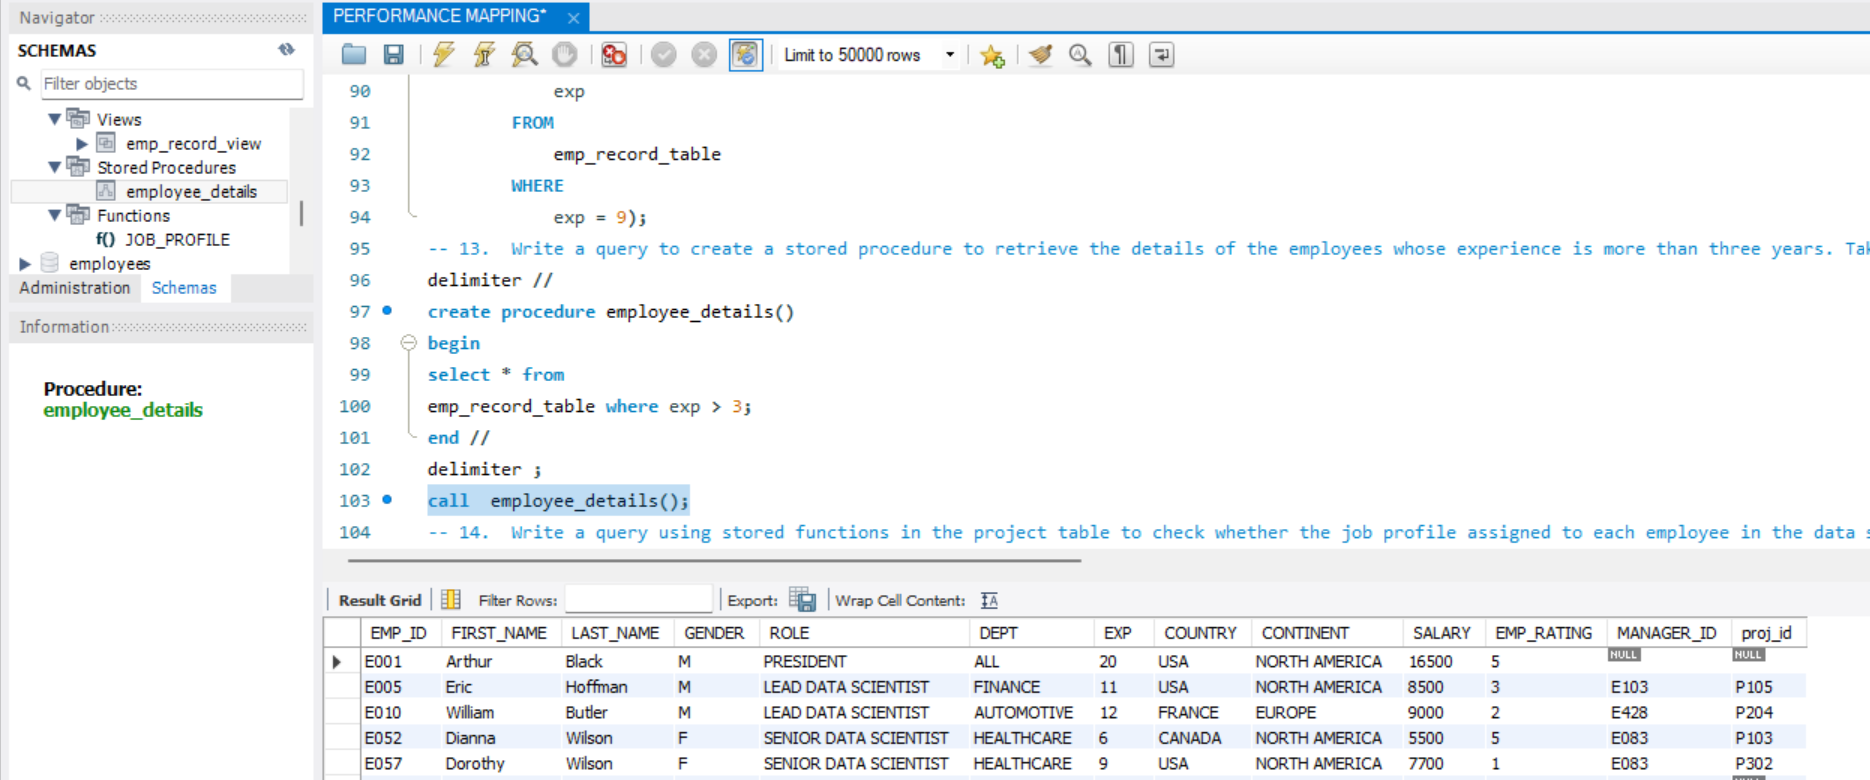 Navigator
SCHEMAS
Filter objects
Views
emp_record_view
Stored Procedures
employee_details
Functions
f() JOB_PROFILE
employees
Administration Schemas
Information
Procedure:
employee_details
PERFORMANCE MAPPING*
Limit to 50000 rows
90 exp
91 FROM
92 emp_record_table
93 WHERE
94 exp = 9);
95 -- 13.  Write a query to create a stored procedure to retrieve the details of the employees whose experience is more than three years. Tak
96 delimiter //
97 create procedure employee_details()
98 begin
99 select * from
100 emp_record_table where exp > 3;
101 end //
102 delimiter ;
103 call  employee_details();
104 -- 14.  Write a query using stored functions in the project table to check whether the job profile assigned to each employee in the data s
Result Grid Filter Rows: Export: Wrap Cell Content:
EMP_ID FIRST_NAME LAST_NAME GENDER ROLE DEPT EXP COUNTRY CONTINENT SALARY EMP_RATING MANAGER_ID proj_id
E001 Arthur Black M PRESIDENT ALL 20 USA NORTH AMERICA 16500 5 NULL NULL
E005 Eric Hoffman M LEAD DATA SCIENTIST FINANCE 11 USA NORTH AMERICA 8500 3 E103 P105
E010 William Butler M LEAD DATA SCIENTIST AUTOMOTIVE 12 FRANCE EUROPE 9000 2 E428 P204
E052 Dianna Wilson F SENIOR DATA SCIENTIST HEALTHCARE 6 CANADA NORTH AMERICA 5500 5 E083 P103
E057 Dorothy Wilson F SENIOR DATA SCIENTIST HEALTHCARE 9 USA NORTH AMERICA 7700 1 E083 P302